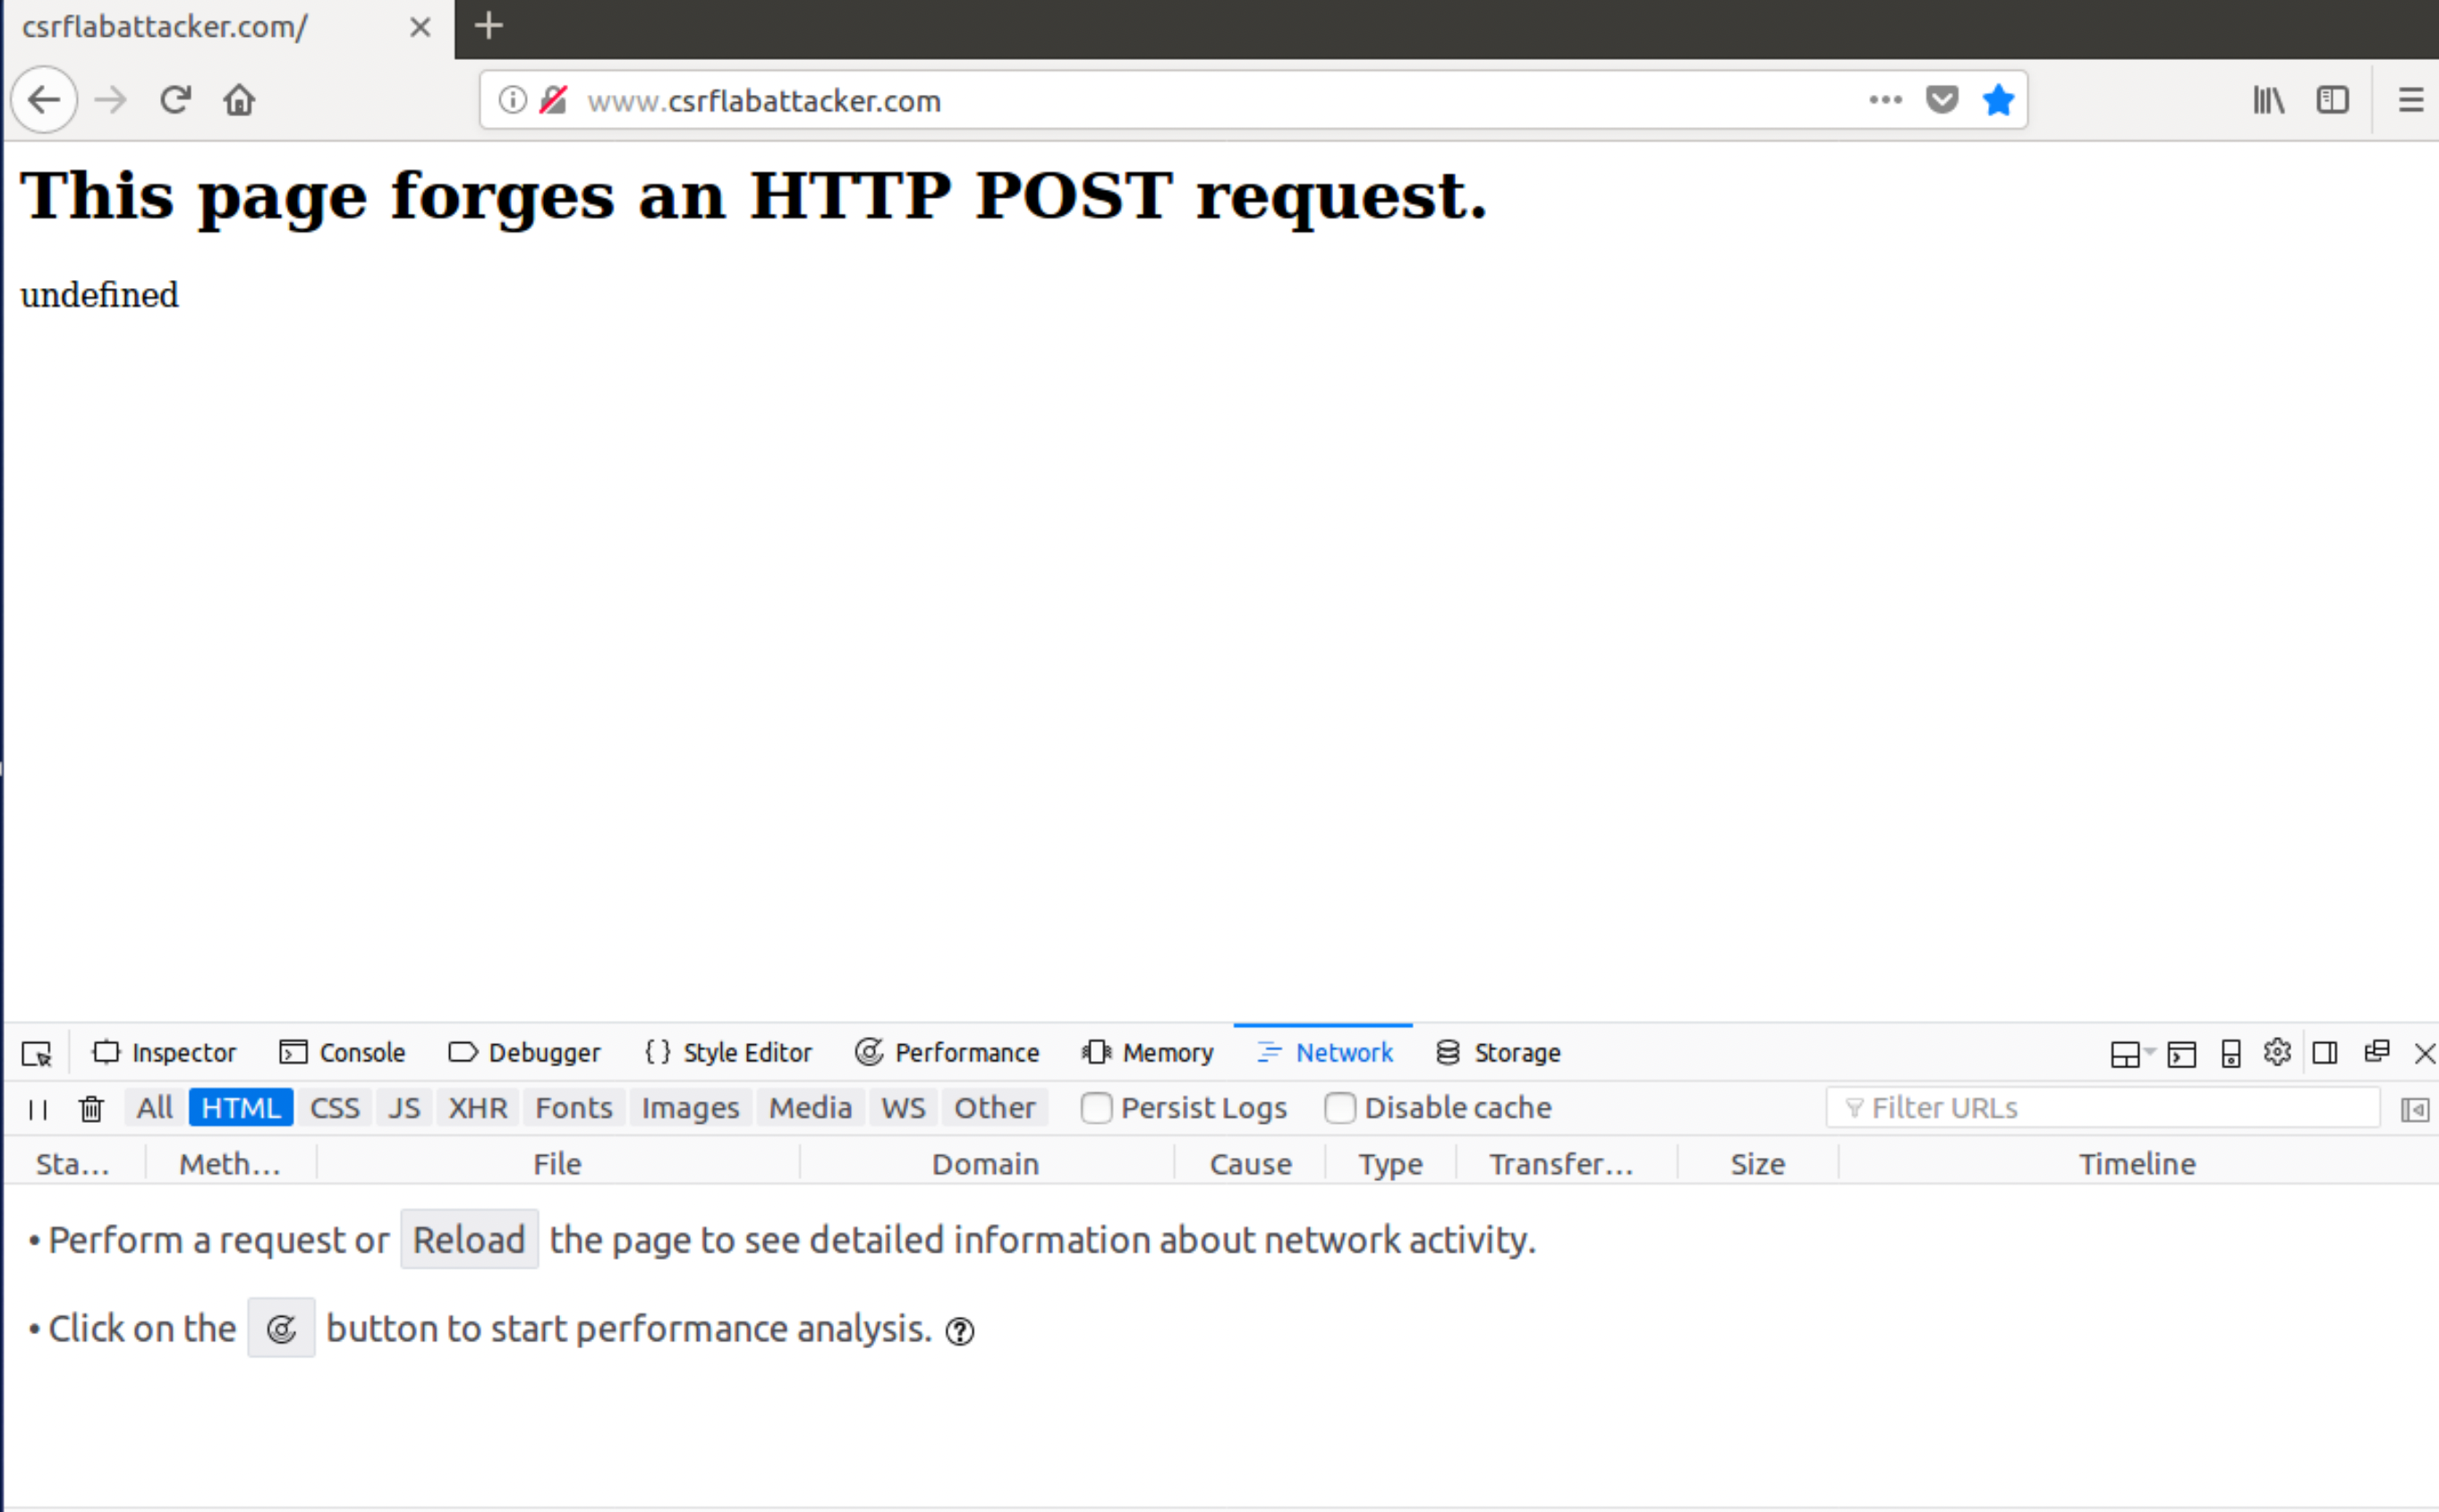 csrflabattacker.com/
www.csrflabattacker.com
This page forges an HTTP POST request.
undefined
Inspector Console Debugger Style Editor Performance Memory Network Storage
All HTML CSS JS XHR Fonts Images Media WS Other Persist Logs Disable cache Filter URLs
Sta... Meth... File Domain Cause Type Transfer... Size Timeline
• Perform a request or Reload the page to see detailed information about network activity.
• Click on the button to start performance analysis.